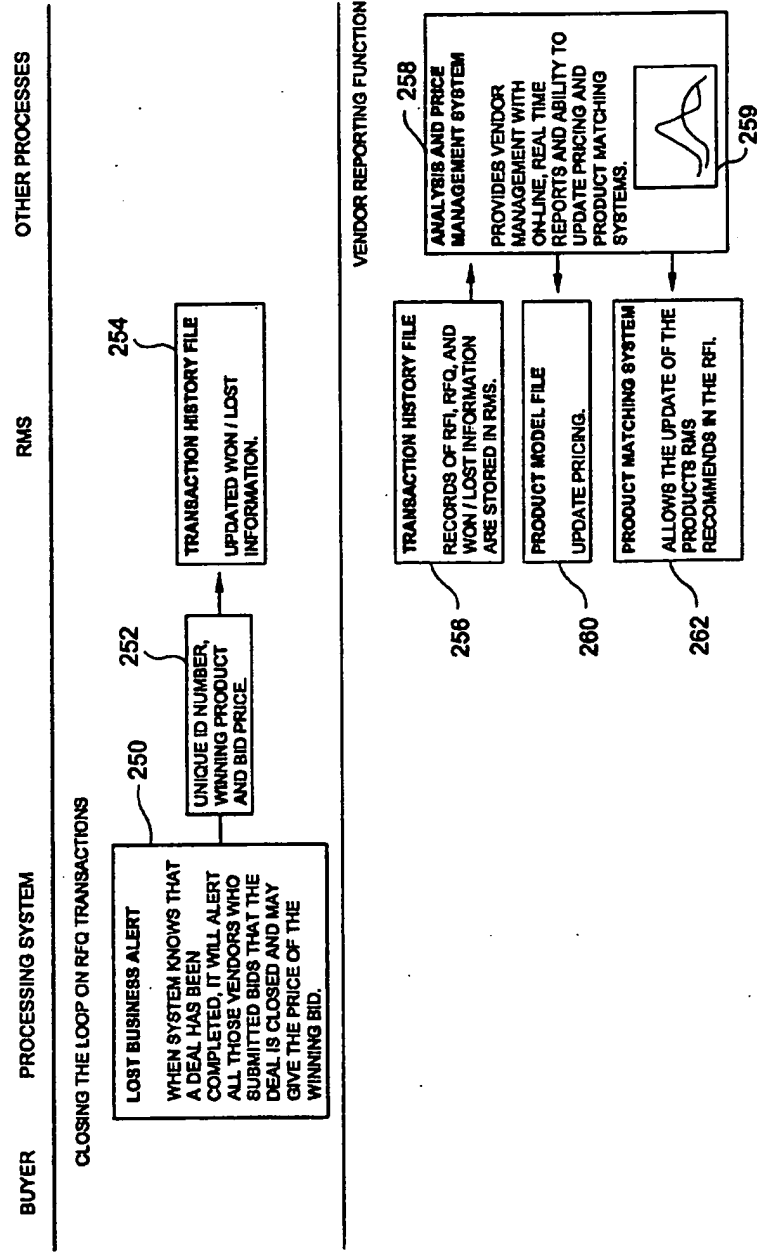 BUYER
PROCESSING SYSTEM
RMS
OTHER PROCESSES
CLOSING THE LOOP ON RFQ TRANSACTIONS
250
LOST BUSINESS ALERT
WHEN SYSTEM KNOWS THAT
A DEAL HAS BEEN
COMPLETED, IT WILL ALERT
ALL THOSE VENDORS WHO
SUBMITTED BIDS THAT THE
DEAL IS CLOSED AND MAY
GIVE THE PRICE OF THE
WINNING BID.
252
UNIQUE ID NUMBER,
WINNING PRODUCT
AND BID PRICE.
254
TRANSACTION HISTORY FILE
UPDATED WON / LOST
INFORMATION.
VENDOR REPORTING FUNCTION
256
TRANSACTION HISTORY FILE
RECORDS OF RFI, RFQ, AND
WON / LOST INFORMATION
ARE STORED IN RMS.
260
PRODUCT MODEL FILE
UPDATE PRICING.
262
PRODUCT MATCHING SYSTEM
ALLOWS THE UPDATE OF THE
PRODUCTS RMS
RECOMMENDS IN THE RFI.
258
ANALYSIS AND PRICE
MANAGEMENT SYSTEM
PROVIDES VENDOR
MANAGEMENT WITH
ON-LINE, REAL TIME
REPORTS AND ABILITY TO
UPDATE PRICING AND
PRODUCT MATCHING
SYSTEMS.
259